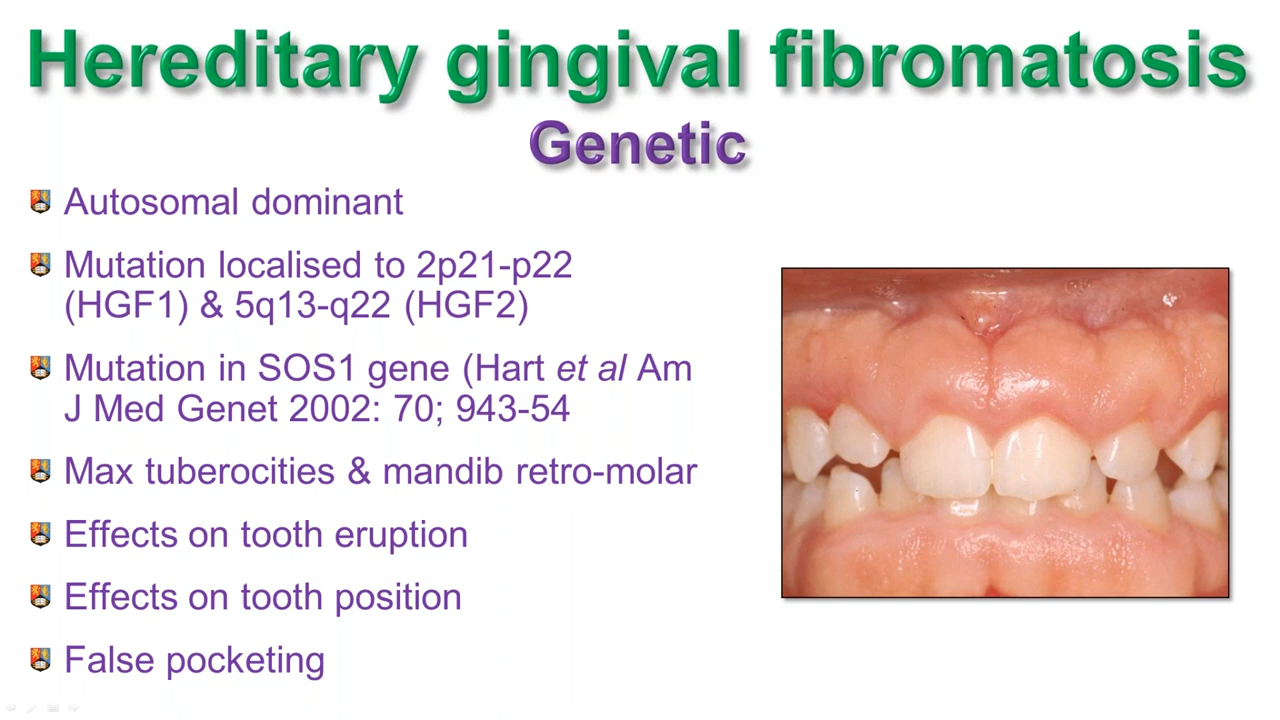 Hereditary gingival fibromatosis
Genetic
Autosomal dominant
Mutation localised to 2p21-p22
(HGF1) & 5q13-q22 (HGF2)
Mutation in SOS1 gene (Hart et al Am
J Med Genet 2002: 70; 943-54
Max tuberocities & mandib retro-molar
Effects on tooth eruption
Effects on tooth position
False pocketing